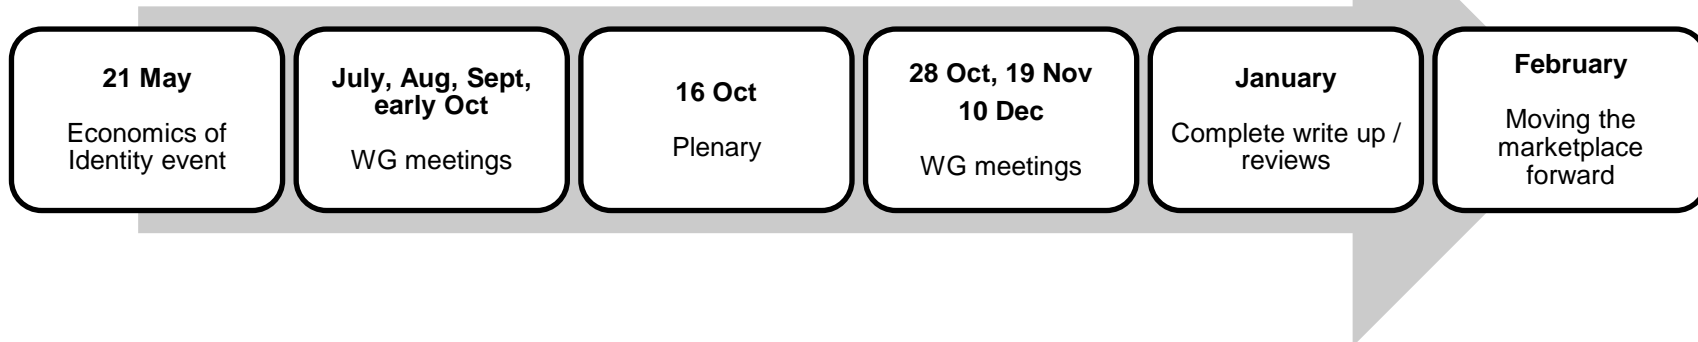 21 May
Economics of
Identity event
July, Aug, Sept,
early Oct
WG meetings
16 Oct
Plenary
28 Oct, 19 Nov
10 Dec
WG meetings
January
Complete write up /
reviews
February
Moving the
marketplace
forward